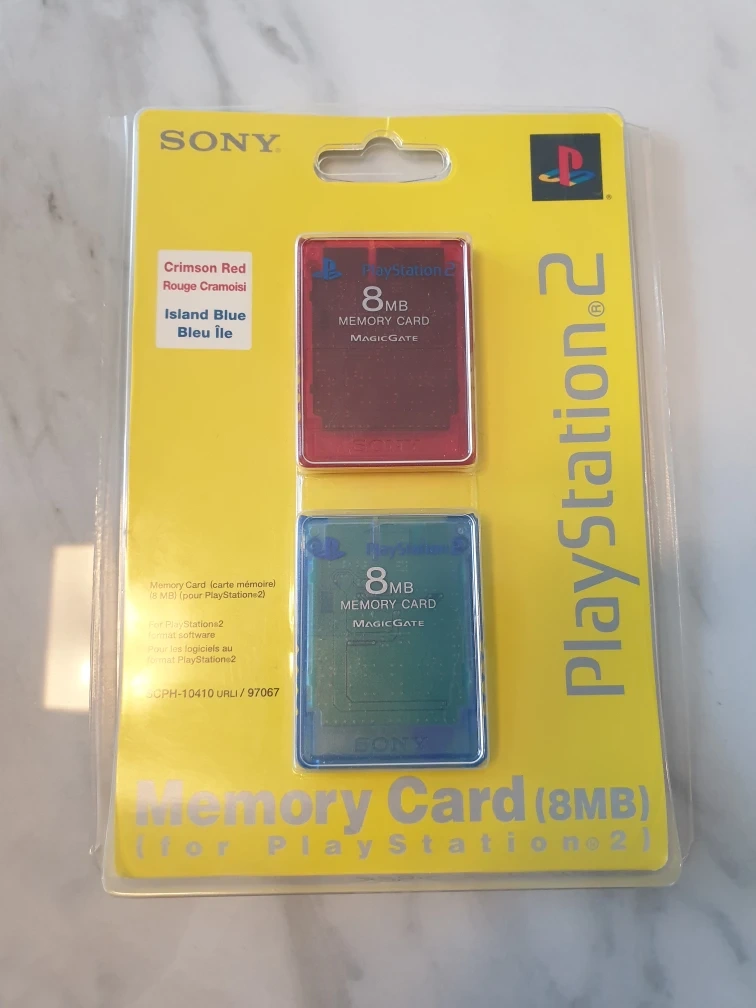 SONY®
Crimson Red
Rouge Cramoisi
Island Blue
Bleu Île
PlayStation 2
8MB
MEMORY CARD
MAGICGATE
SONY
PlayStation®2
PlayStation 2
8MB
MEMORY CARD
MAGICGATE
SONY
Memory Card (carte mémoire)
(8 MB) (pour PlayStation®2)
For PlayStation®2
format software
Pour les logiciels au
format PlayStation®2
SCPH-10410 URLI / 97067
Memory Card (8MB)
(for PlayStation®2)